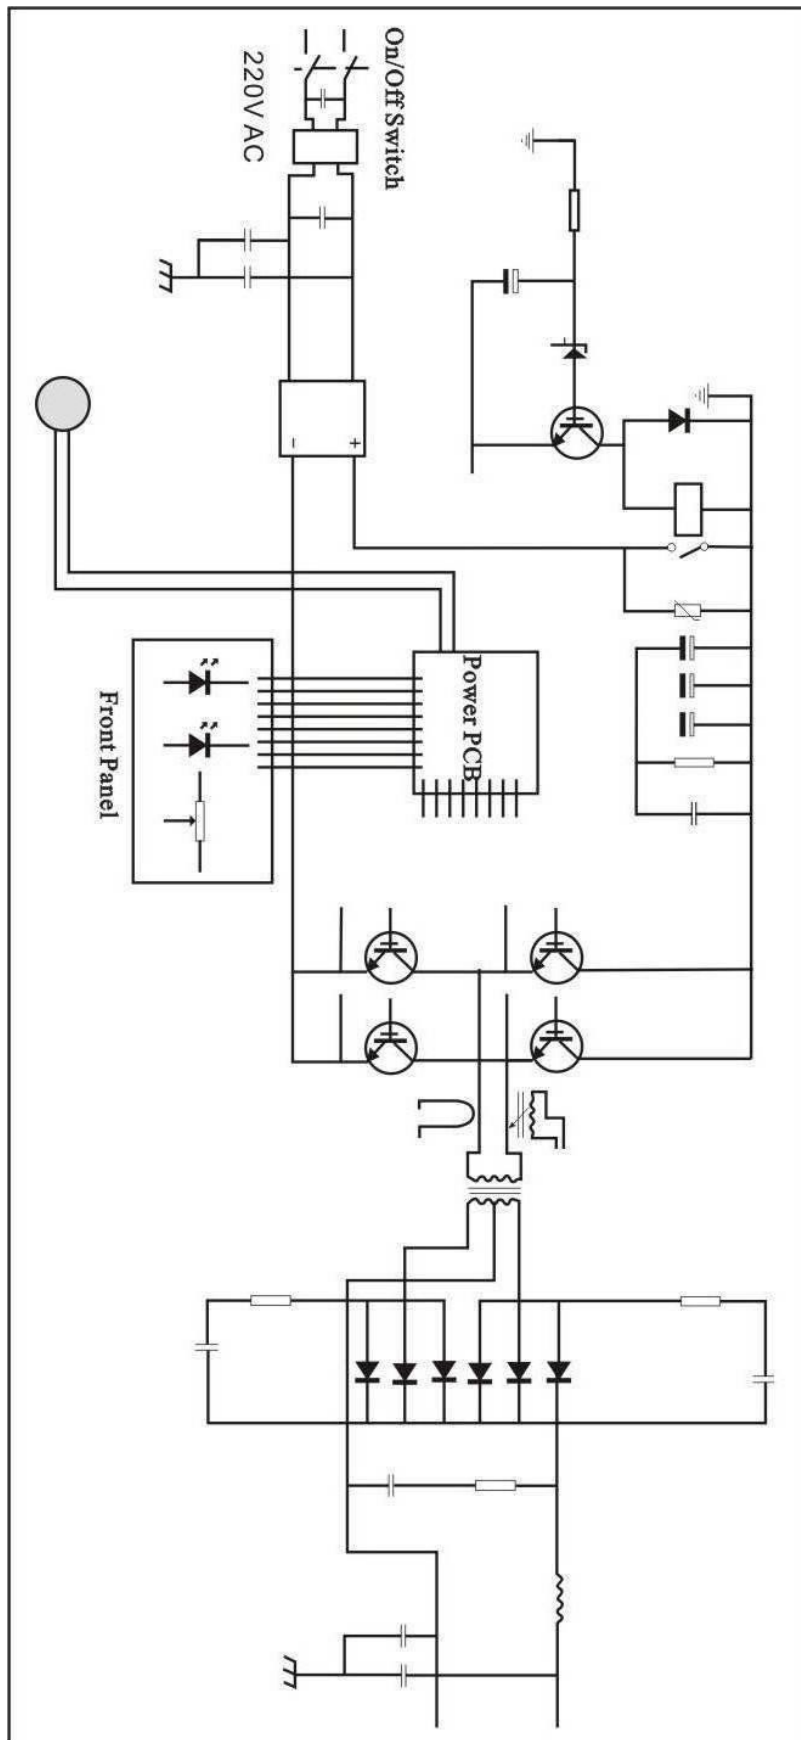 On/Off Switch
220V AC
- +
Power PCB
Front Panel